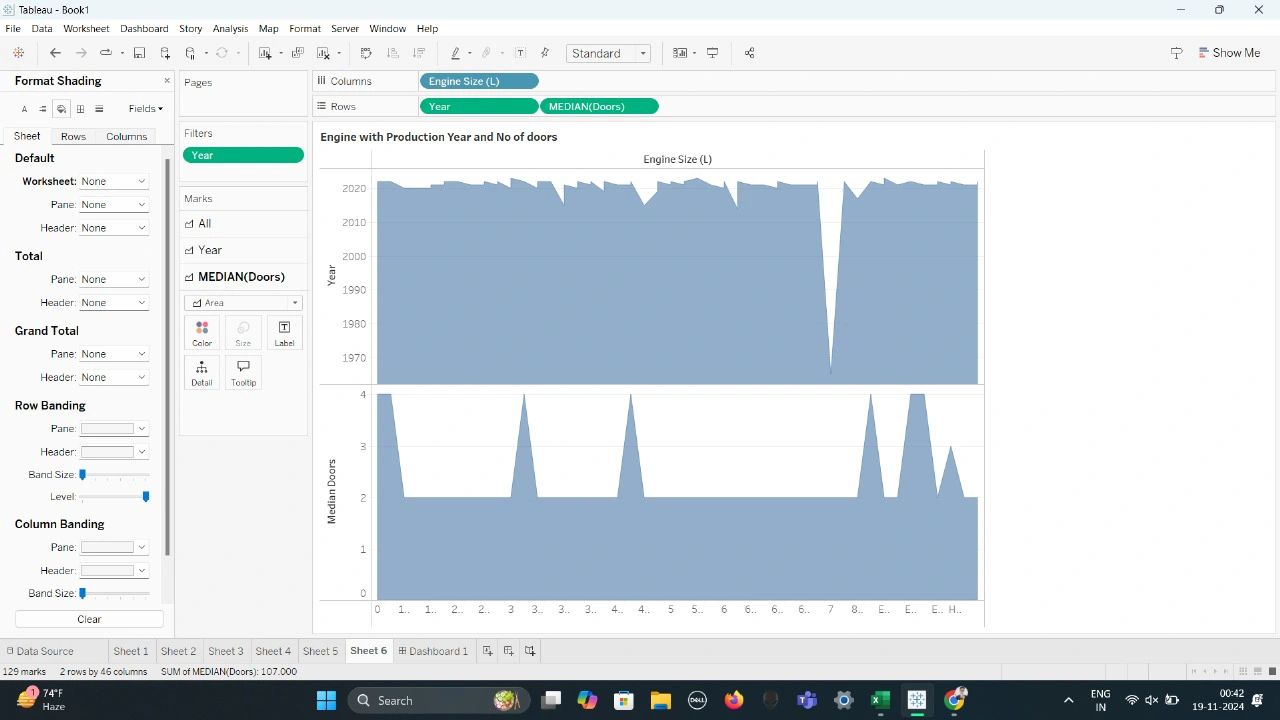 Tableau - Book1
File Data Worksheet Dashboard Story Analysis Map Format Server Window Help
Standard
Show Me
Format Shading
Fields
Sheet Rows Columns
Default
Worksheet: None
Pane: None
Header: None
Total
Pane: None
Header: None
Grand Total
Pane: None
Header: None
Row Banding
Pane:
Header:
Band Size:
Level:
Column Banding
Pane:
Header:
Band Size:
Clear
Pages
Filters
Year
Marks
All
Year
MEDIAN(Doors)
Area
Color Size Label
Detail Tooltip
Columns Engine Size (L)
Rows Year MEDIAN(Doors)
Engine with Production Year and No of doors
Engine Size (L)
Year
2020
2010
2000
1990
1980
1970
Median Doors
4
3
2
1
0
0 1.. 1.. 2.. 2.. 3 3.. 3.. 3.. 4.. 4.. 5 5.. 6 6.. 6.. 6.. 7 8.. E.. E.. E.. H..
Data Source Sheet 1 Sheet 2 Sheet 3 Sheet 4 Sheet 5 Sheet 6 Dashboard 1
129 marks 2 rows by 46 columns SUM of MEDIAN(Doors): 107.000
1
74°F
Haze
Search
DELL
ENG
IN
00:42
19-11-2024